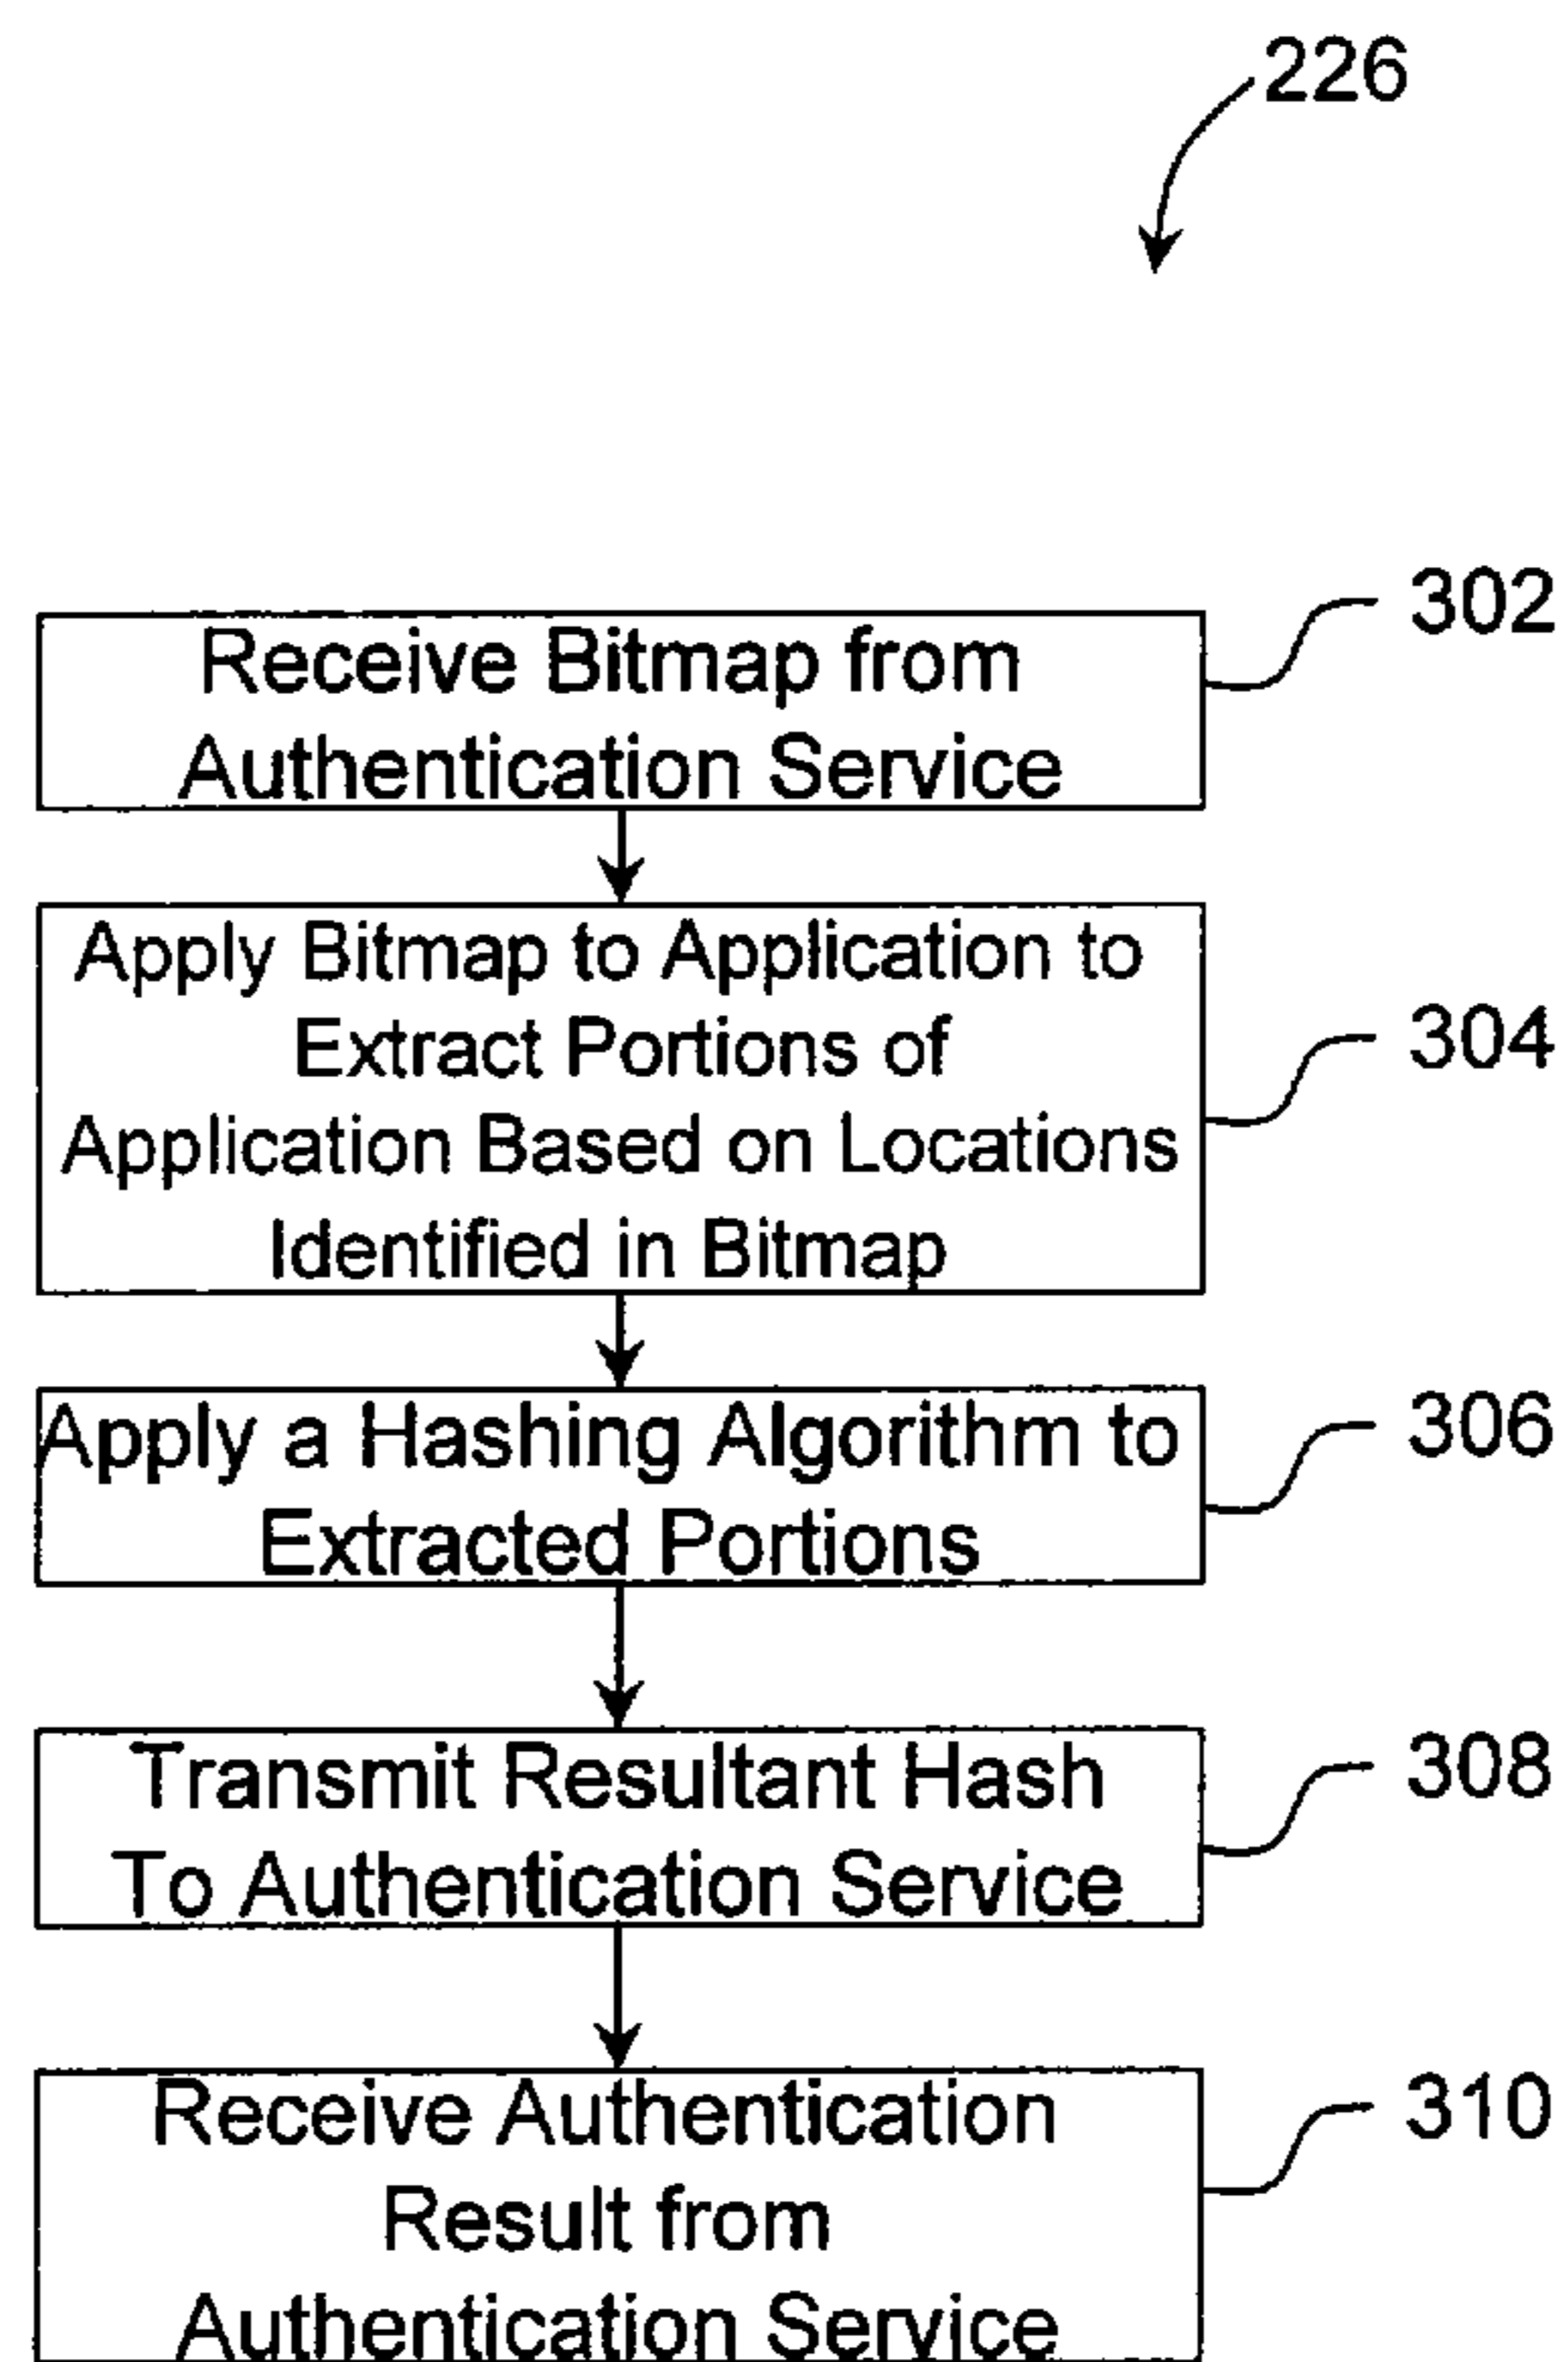 226
302
Receive Bitmap from
Authentication Service
304
Apply Bitmap to Application to
Extract Portions of
Application Based on Locations
Identified in Bitmap
306
Apply a Hashing Algorithm to
Extracted Portions
308
Transmit Resultant Hash
To Authentication Service
310
Receive Authentication
Result from
Authentication Service